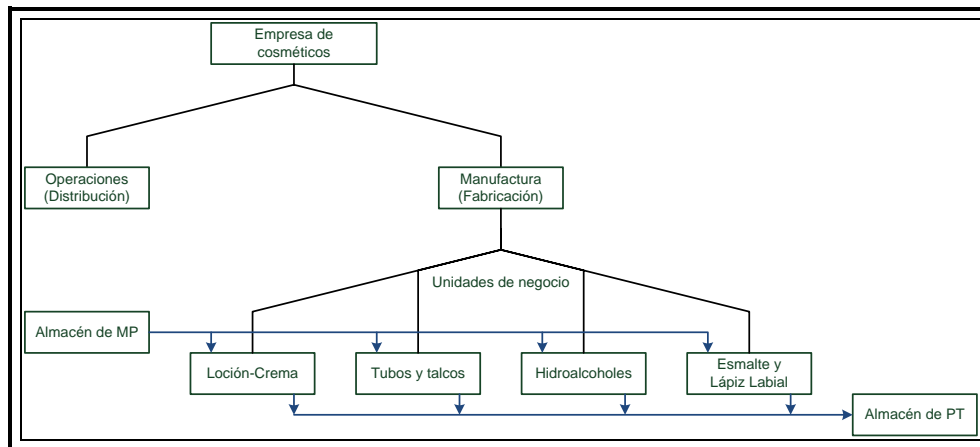 Empresa de
cosméticos
Operaciones
(Distribución)
Manufactura
(Fabricación)
Unidades de negocio
Almacén de MP
Loción-Crema
Tubos y talcos
Hidroalcoholes
Esmalte y
Lápiz Labial
Almacén de PT